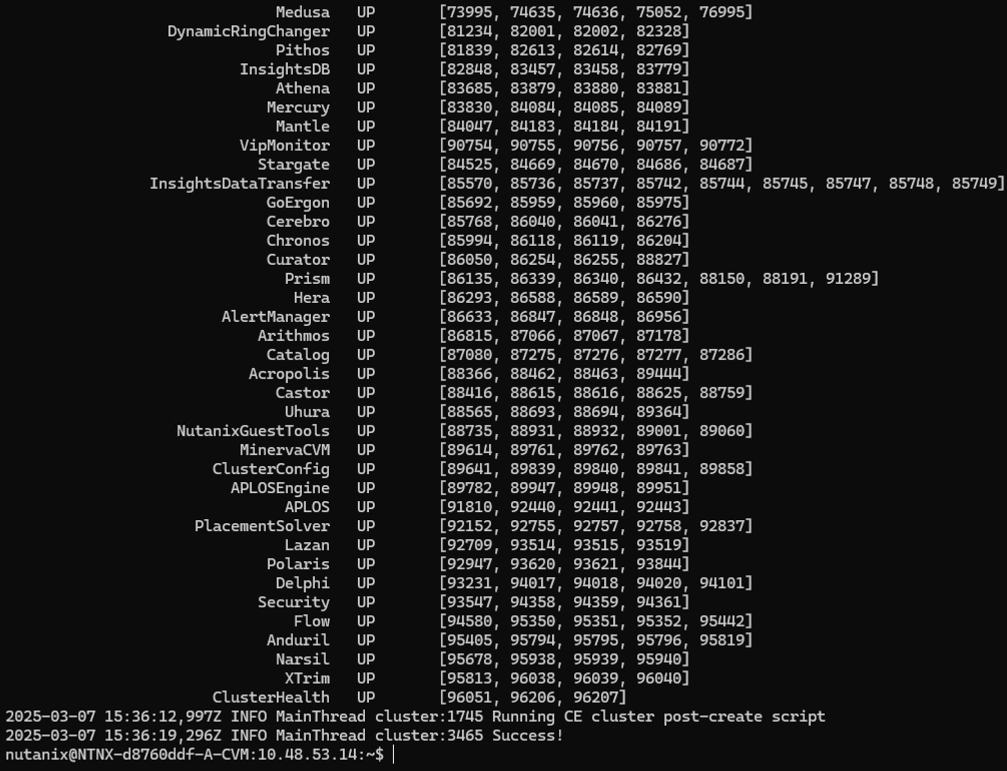 Medusa UP [73995, 74635, 74636, 75052, 76995]
DynamicRingChanger UP [81234, 82001, 82002, 82328]
Pithos UP [81839, 82613, 82614, 82769]
InsightsDB UP [82848, 83457, 83458, 83779]
Athena UP [83685, 83879, 83880, 83881]
Mercury UP [83830, 84084, 84085, 84089]
Mantle UP [84047, 84183, 84184, 84191]
VipMonitor UP [90754, 90755, 90756, 90757, 90772]
Stargate UP [84525, 84669, 84670, 84686, 84687]
InsightsDataTransfer UP [85570, 85736, 85737, 85742, 85744, 85745, 85747, 85748, 85749]
GoErgon UP [85692, 85959, 85960, 85975]
Cerebro UP [85768, 86040, 86041, 86276]
Chronos UP [85994, 86118, 86119, 86204]
Curator UP [86050, 86254, 86255, 88827]
Prism UP [86135, 86339, 86340, 86432, 88150, 88191, 91289]
Hera UP [86293, 86588, 86589, 86590]
AlertManager UP [86633, 86847, 86848, 86956]
Arithmos UP [86815, 87066, 87067, 87178]
Catalog UP [87080, 87275, 87276, 87277, 87286]
Acropolis UP [88366, 88462, 88463, 89444]
Castor UP [88416, 88615, 88616, 88625, 88759]
Uhura UP [88565, 88693, 88694, 89364]
NutanixGuestTools UP [88735, 88931, 88932, 89001, 89060]
MinervaCVM UP [89614, 89761, 89762, 89763]
ClusterConfig UP [89641, 89839, 89840, 89841, 89858]
APLOSEngine UP [89782, 89947, 89948, 89951]
APLOS UP [91810, 92440, 92441, 92443]
PlacementSolver UP [92152, 92755, 92757, 92758, 92837]
Lazan UP [92709, 93514, 93515, 93519]
Polaris UP [92947, 93620, 93621, 93844]
Delphi UP [93231, 94017, 94018, 94020, 94101]
Security UP [93547, 94358, 94359, 94361]
Flow UP [94580, 95350, 95351, 95352, 95442]
Anduril UP [95405, 95794, 95795, 95796, 95819]
Narsil UP [95678, 95938, 95939, 95940]
XTrim UP [95813, 96038, 96039, 96040]
ClusterHealth UP [96051, 96206, 96207]
2025-03-07 15:36:12,997Z INFO MainThread cluster:1745 Running CE cluster post-create script
2025-03-07 15:36:19,296Z INFO MainThread cluster:3465 Success!
nutanix@NTNX-d8760ddf-A-CVM:10.48.53.14:~$